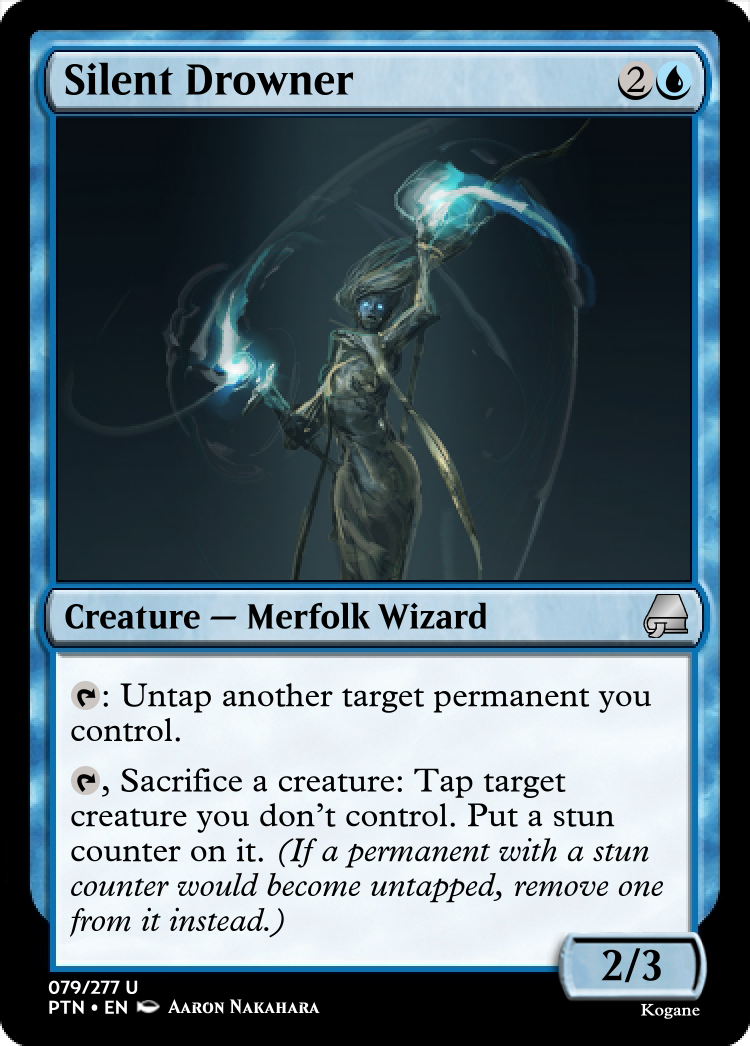 Silent Drowner 2
Creature — Merfolk Wizard
: Untap another target permanent you
control.
, Sacrifice a creature: Tap target
creature you don't control. Put a stun
counter on it. (If a permanent with a stun
counter would become untapped, remove one
from it instead.)
2/3
079/277 U
PTN • EN Aaron Nakahara
Kogane